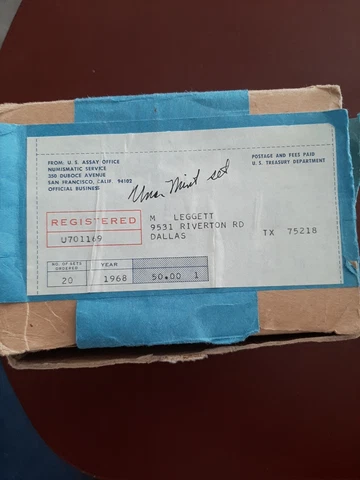 FROM: U. S. ASSAY OFFICE
NUMISMATIC SERVICE
350 DUBOCE AVENUE
SAN FRANCISCO, CALIF. 94102
OFFICIAL BUSINESS
Unc. Mint set
POSTAGE AND FEES PAID
U. S. TREASURY DEPARTMENT
REGISTERED
U701169
M LEGGETT
9531 RIVERTON RD
DALLAS TX 75218
NO. OF SETS ORDERED YEAR
20 1968 50.00 1